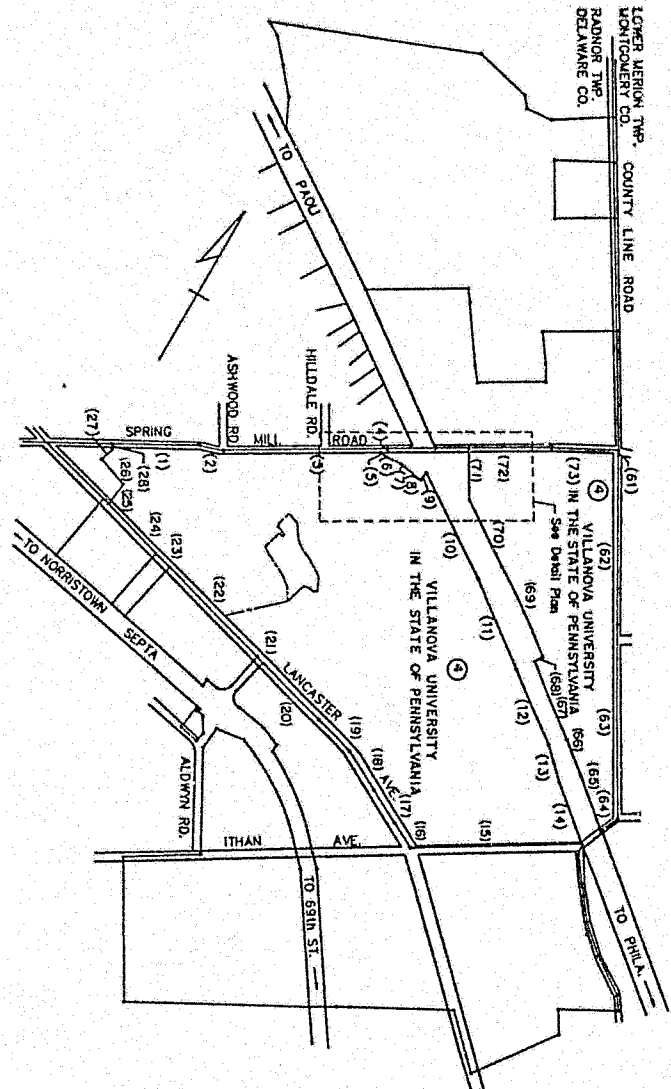 LOWER MERION TWP.
MONTGOMERY CO.
RADNOR TWP.
DELAWARE CO.
COUNTY LINE ROAD
TO PAOLI
ASHWOOD RD.
HILLDALE RD.
SPRING MILL ROAD
(27)
(26)
(28)
(25)
(1)
(2)
(3)
(4)
(5)
(6)
(7)
(8)
(9)
(71)
(72)
(73)
(61)
4
VILLANOVA UNIVERSITY
IN THE STATE OF PENNSYLVANIA
See Detail Plan
(62)
(63)
(70)
(69)
(68)
(67)
(66)
(65)
(64)
(10)
(11)
(12)
(13)
(14)
VILLANOVA UNIVERSITY
IN THE STATE OF PENNSYLVANIA
4
(24)
(23)
(22)
(21)
(20)
(19)
(18)
(17)
(16)
(15)
LANCASTER AVE.
TO NORRISTOWN
SEPTA
ALDWYN RD.
ITHAN AVE.
TO 69th ST.
TO PHILA.